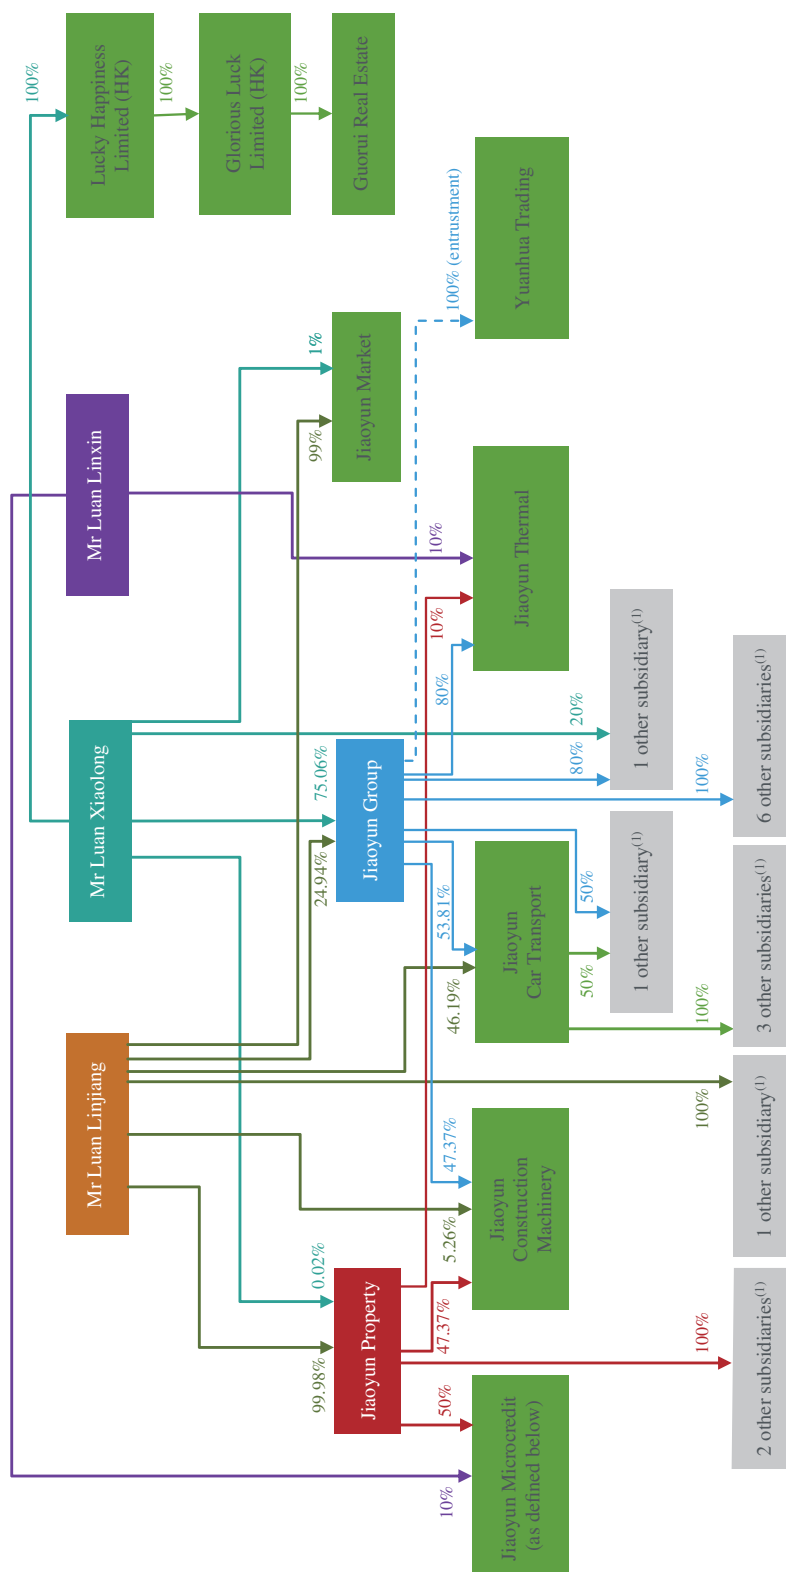 Mr Luan Linjiang
Mr Luan Xiaolong
Mr Luan Linxin
100%
Lucky Happiness
Limited (HK)
100%
Glorious Luck
Limited (HK)
100%
Guorui Real Estate
99.98%
0.02%
24.94%
75.06%
99%
1%
Jiaoyun Property
Jiaoyun Group
Jiaoyun Market
10%
50%
47.37%
5.26%
47.37%
46.19%
53.81%
80%
10%
10%
100% (entrustment)
Jiaoyun Microcredit
(as defined below)
Jiaoyun
Construction
Machinery
Jiaoyun
Car Transport
Jiaoyun Thermal
Yuanhua Trading
50%
50%
80%
20%
1 other subsidiary(1)
1 other subsidiary(1)
100%
100%
100%
100%
2 other subsidiaries(1)
1 other subsidiary(1)
3 other subsidiaries(1)
6 other subsidiaries(1)